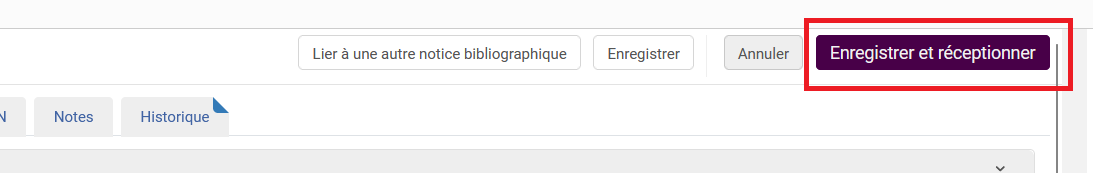 Lier à une autre notice bibliographique Enregistrer Annuler Enregistrer et réceptionner
N Notes Historique